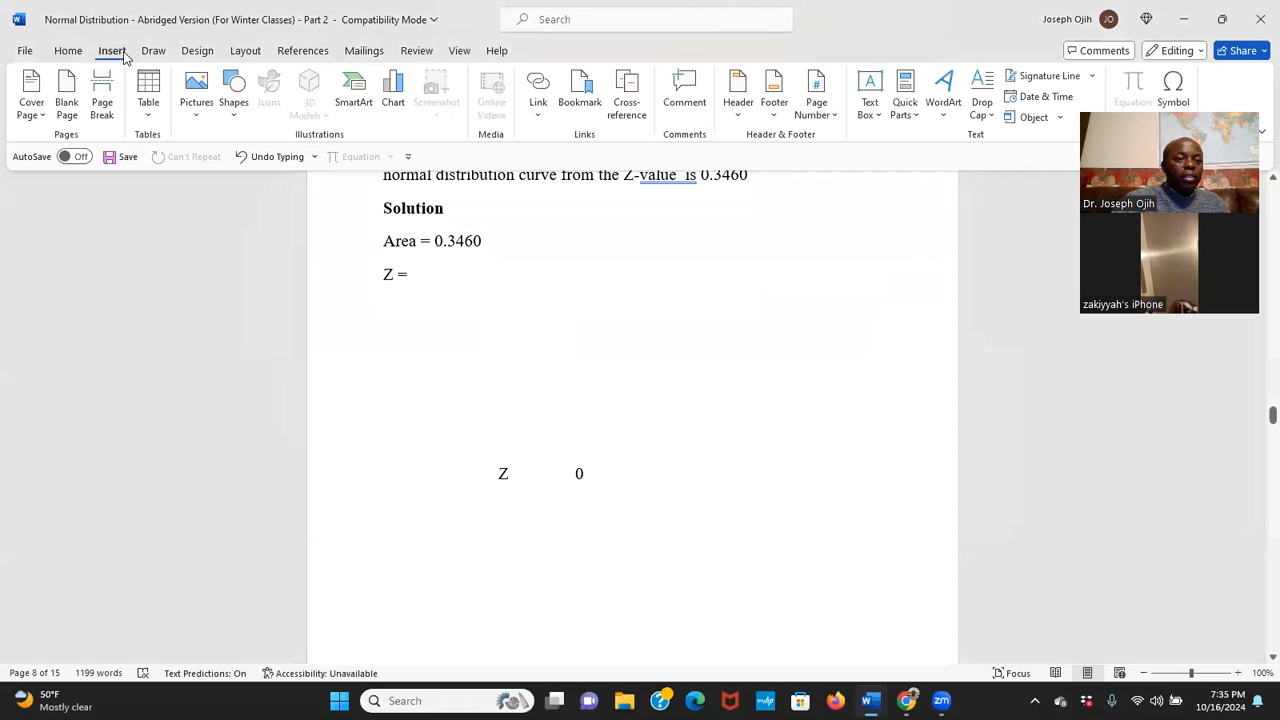 Normal Distribution - Abridged Version (For Winter Classes) - Part 2 - Compatibility Mode
Search
Joseph Ojih
JO
File Home Insert Draw Design Layout References Mailings Review View Help
Comments Editing Share
Cover Page Blank Page Page Break Table Pictures Shapes Icons 3D Models SmartArt Chart Screenshot Online Videos Link Bookmark Cross-reference Comment Header Footer Page Number Text Box Quick Parts WordArt Drop Cap Signature Line Date & Time Object Equation Symbol
Pages Tables Illustrations Media Links Comments Header & Footer Text
AutoSave Off Save Can't Repeat Undo Typing Equation
normal distribution curve from the Z-value is 0.3460
Solution
Area = 0.3460
Z =
Z 0
Dr. Joseph Ojih
zakiyyah's iPhone
Page 8 of 15 1199 words Text Predictions: On Accessibility: Unavailable Focus 100%
50°F
Mostly clear
Search
myhp
zm
7:35 PM
10/16/2024